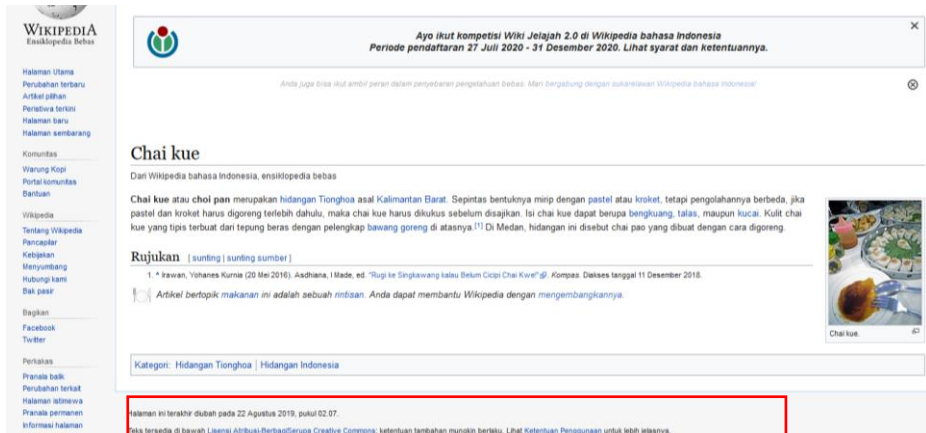 WIKIPEDIA
Ensiklopedia Bebas
Halaman Utama
Perubahan terbaru
Artikel pilihan
Peristiwa terkini
Halaman baru
Halaman sembarang
Komunitas
Warung Kopi
Portal komunitas
Bantuan
Wikipedia
Tentang Wikipedia
Pancapilar
Kebijakan
Menyumbang
Hubungi kami
Bak pasir
Bagikan
Facebook
Twitter
Perkakas
Pranala balik
Perubahan terkait
Halaman istimewa
Pranala permanen
Informasi halaman
Ayo ikut kompetisi Wiki Jelajah 2.0 di Wikipedia bahasa Indonesia
Periode pendaftaran 27 Juli 2020 - 31 Desember 2020. Lihat syarat dan ketentuannya.
Anda juga bisa ikut ambil peran dalam penyebaran pengetahuan bebas. Mari bergabung dengan sukarelawan Wikipedia bahasa Indonesia!
Chai kue
Dari Wikipedia bahasa Indonesia, ensiklopedia bebas
Chai kue atau choi pan merupakan hidangan Tionghoa asal Kalimantan Barat. Sepintas bentuknya mirip dengan pastel atau kroket, tetapi pengolahannya berbeda, jika
pastel dan kroket harus digoreng terlebih dahulu, maka chai kue harus dikukus sebelum disajikan. Isi chai kue dapat berupa bengkuang, talas, maupun kucai. Kulit chai
kue yang tipis terbuat dari tepung beras dengan pelengkap bawang goreng di atasnya.[1] Di Medan, hidangan ini disebut chai pao yang dibuat dengan cara digoreng.
Chai kue.
Rujukan [ sunting | sunting sumber ]
1. ^ Irawan, Yohanes Kurnia (20 Mei 2016). Asdhiana, I Made, ed. "Rugi ke Singkawang kalau Belum Cicipi Chai Kwe!". Kompas. Diakses tanggal 11 Desember 2018.
Artikel bertopik makanan ini adalah sebuah rintisan. Anda dapat membantu Wikipedia dengan mengembangkannya.
Kategori: Hidangan Tionghoa | Hidangan Indonesia
Halaman ini terakhir diubah pada 22 Agustus 2019, pukul 02.07.
Teks tersedia di bawah Lisensi Atribusi-BerbagiSerupa Creative Commons; ketentuan tambahan mungkin berlaku. Lihat Ketentuan Penggunaan untuk lebih jelasnya.